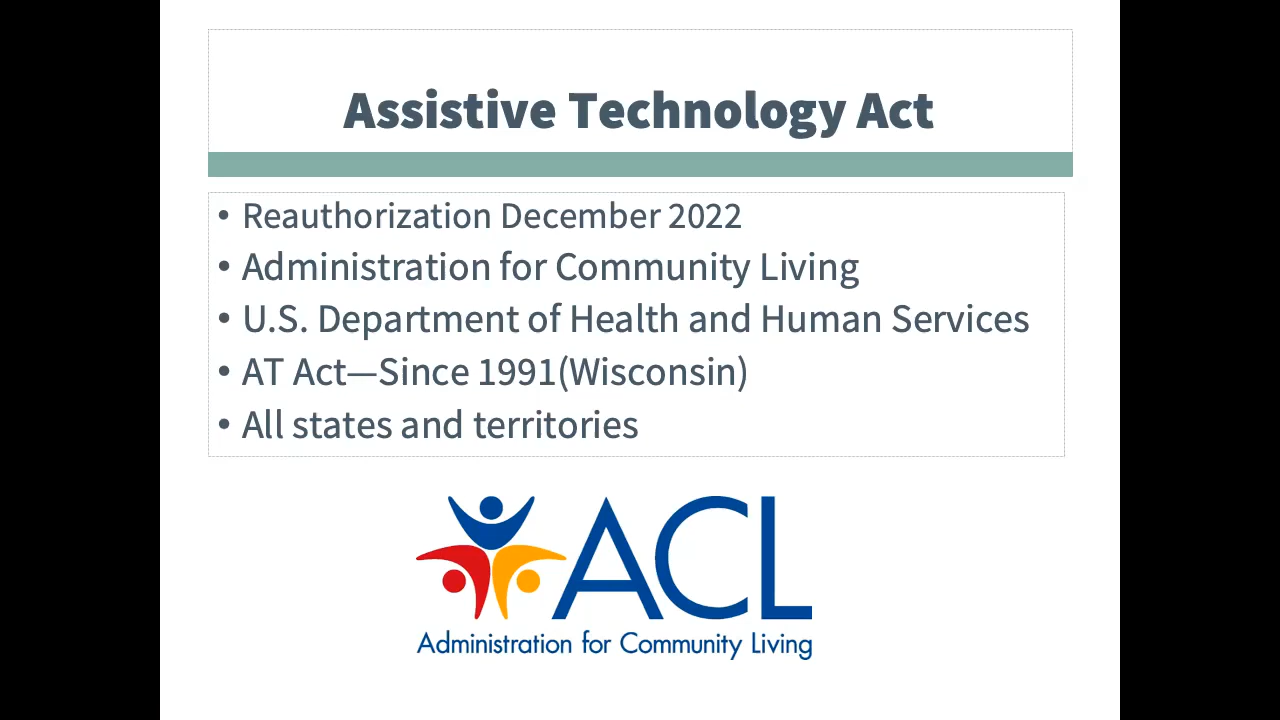 Assistive Technology Act
• Reauthorization December 2022
• Administration for Community Living
• U.S. Department of Health and Human Services
• AT Act—Since 1991(Wisconsin)
• All states and territories
ACL
Administration for Community Living